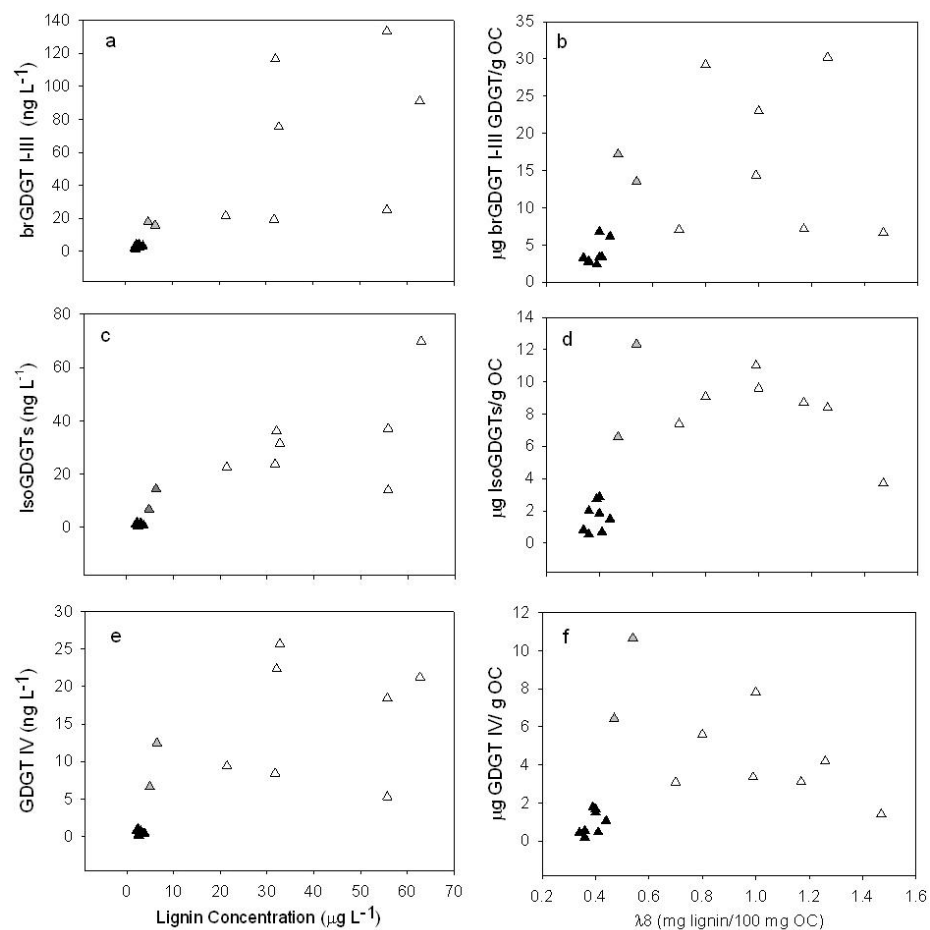 a
140
120
100
80
60
40
20
0
brGDGT I-III (ng L⁻¹)
b
35
30
25
20
15
10
5
0
µg brGDGT I-III GDGT/g OC
c
80
60
40
20
0
IsoGDGTs (ng L⁻¹)
d
14
12
10
8
6
4
2
0
µg IsoGDGTs/g OC
e
30
25
20
15
10
5
0
GDGT IV (ng L⁻¹)
0 10 20 30 40 50 60 70
Lignin Concentration (µg L⁻¹)
f
12
10
8
6
4
2
0
µg GDGT IV/ g OC
0.2 0.4 0.6 0.8 1.0 1.2 1.4 1.6
λ8 (mg lignin/100 mg OC)